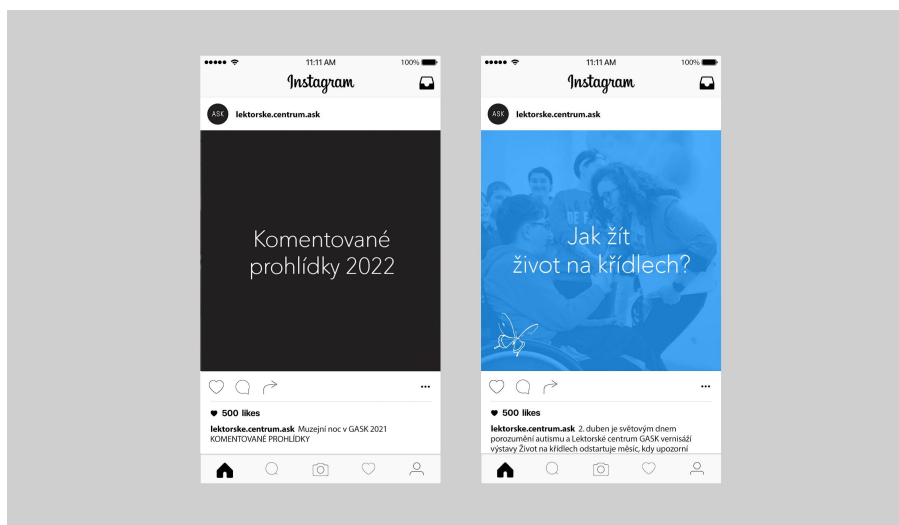 11:11 AM
100%
Instagram
ASK
lektorske.centrum.ask
Komentované
prohlídky 2022
500 likes
lektorske.centrum.ask Muzejní noc v GASK 2021
KOMENTOVANÉ PROHLÍDKY
11:11 AM
100%
Instagram
ASK
lektorske.centrum.ask
DE F
Jak žít
život na křídlech?
500 likes
lektorske.centrum.ask 2. duben je světovým dnem
porozumění autismu a Lektorské centrum GASK vernisáží
výstavy Život na křídlech odstartuje měsíc, kdy upozorní